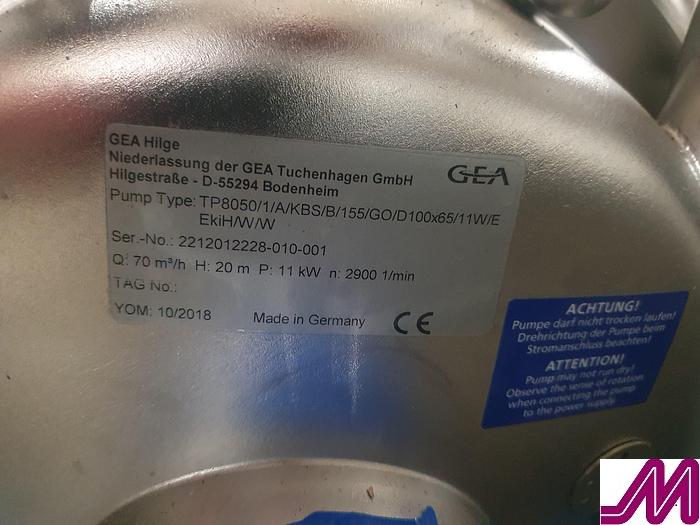 GEA Hilge
Niederlassung der GEA Tuchenhagen GmbH
Hilgestraße - D-55294 Bodenheim
GEA
Pump Type: TP8050/1/A/KBS/B/155/GO/D100x65/11W/E
EkiH/W/W
Ser.-No.: 2212012228-010-001
Q: 70 m³/h H: 20 m P: 11 kW n: 2900 1/min
TAG No.:
YOM: 10/2018 Made in Germany CE
ACHTUNG!
Pumpe darf nicht trocken laufen!
Drehrichtung der Pumpe beim
Stromanschluss beachten!
ATTENTION!
Pump may not run dry!
Observe the sense of rotation
when connecting the pump
to the power supply.
M